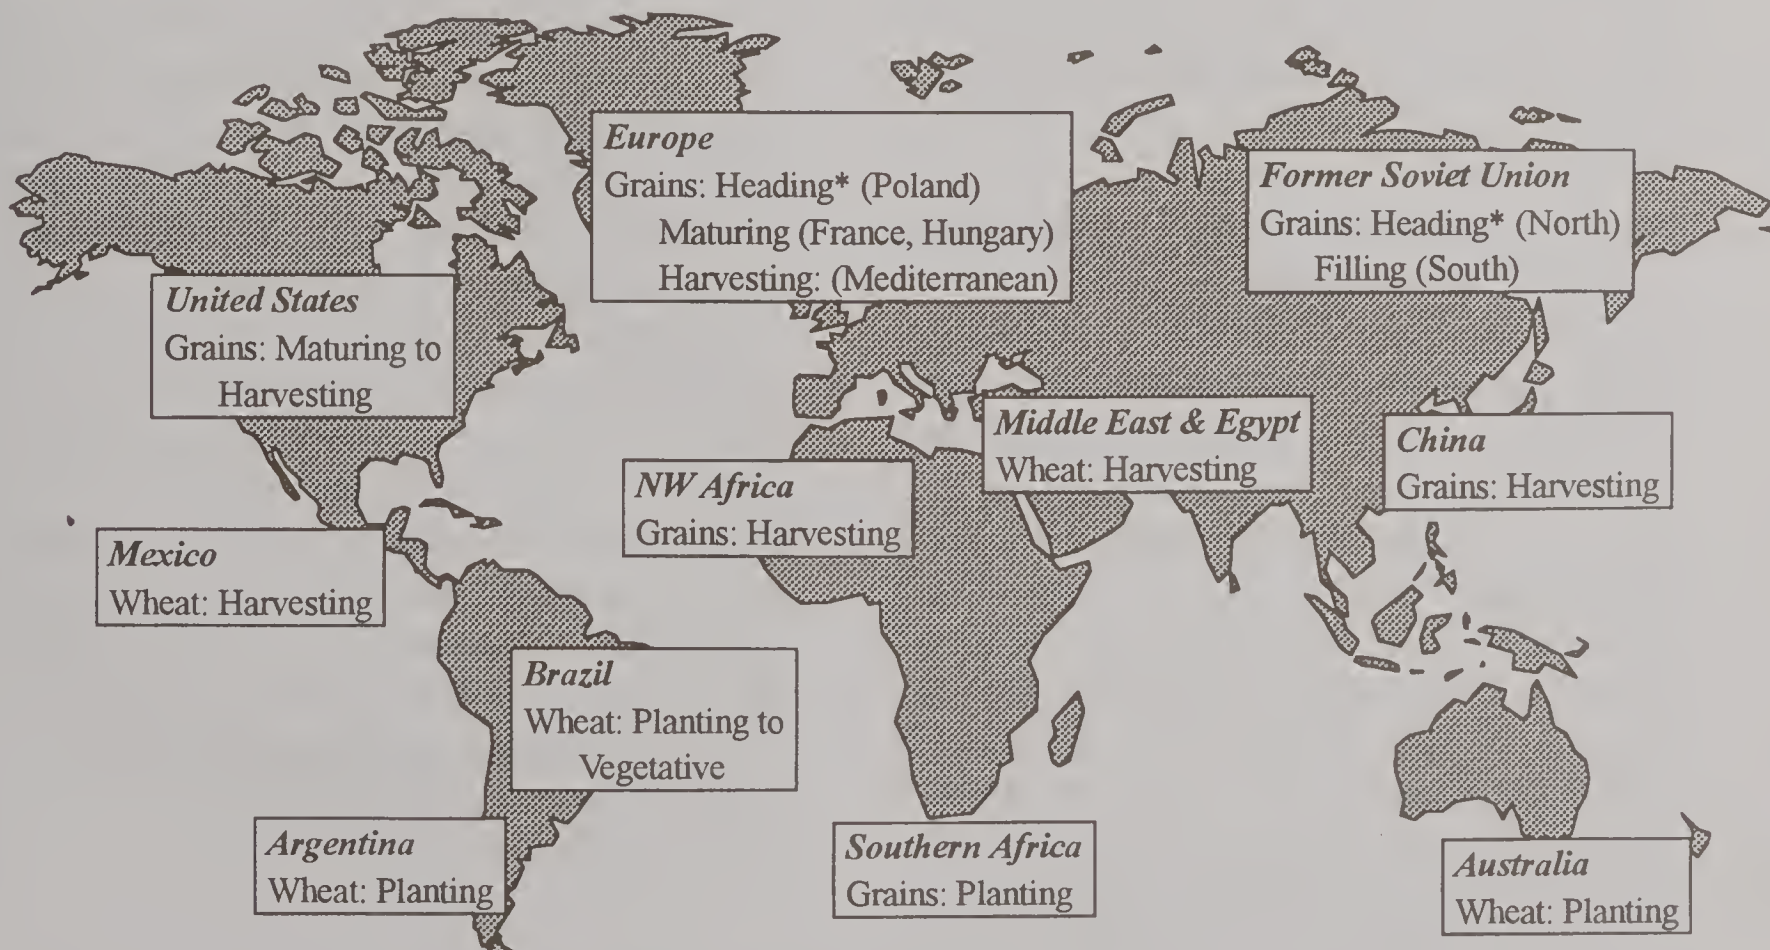 Europe
Grains: Heading* (Poland)
Maturing (France, Hungary)
Harvesting: (Mediterranean)
Former Soviet Union
Grains: Heading* (North)
Filling (South)
United States
Grains: Maturing to
Harvesting
Middle East & Egypt
Wheat: Harvesting
China
Grains: Harvesting
NW Africa
Grains: Harvesting
Mexico
Wheat: Harvesting
Brazil
Wheat: Planting to
Vegetative
Argentina
Wheat: Planting
Southern Africa
Grains: Planting
Australia
Wheat: Planting